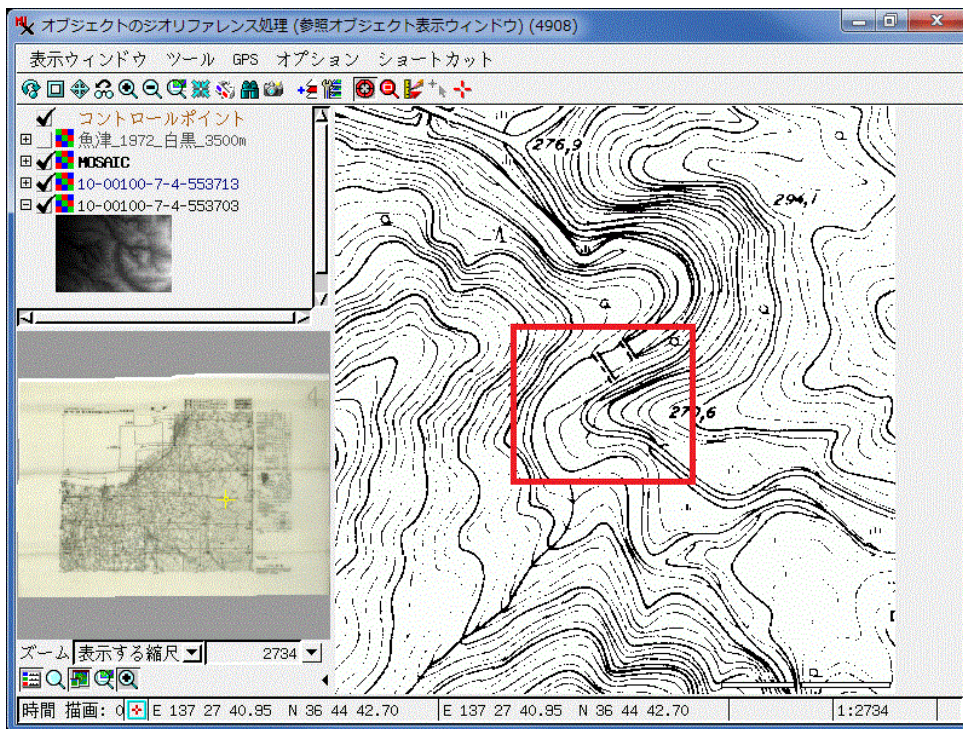 オブジェクトのジオリファレンス処理 (参照オブジェクト表示ウィンドウ) (4908)
表示ウィンドウ ツール GPS オプション ショートカット
コントロールポイント
魚津_1972_白黒_3500m
MOSAIC
10-00100-7-4-553713
10-00100-7-4-553703
276,9
294,1
270,6
4
ズーム 表示する縮尺 2734
時間 描画: 0 E 137 27 40.95 N 36 44 42.70 E 137 27 40.95 N 36 44 42.70 1:2734